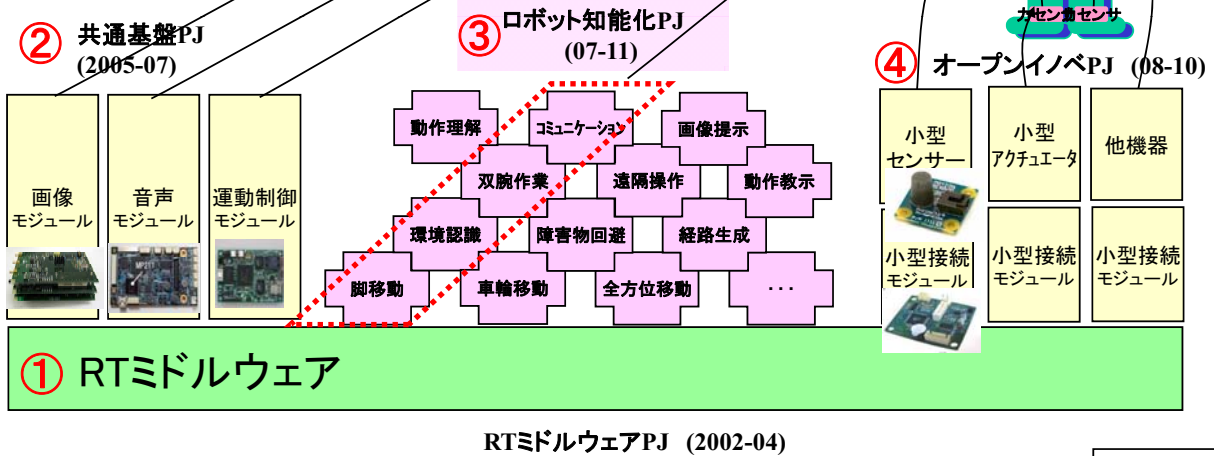 ② 共通基盤PJ
(2005-07)
③ ロボット知能化PJ
(07-11)
④ オープンイノベPJ (08-10)
画像
モジュール
音声
モジュール
運動制御
モジュール
動作理解
コミュニケーション
画像提示
双腕作業
遠隔操作
動作教示
環境認識
障害物回避
経路生成
脚移動
車輪移動
全方位移動
・・・
小型
センサー
小型
アクチュエータ
他機器
小型接続
モジュール
小型接続
モジュール
小型接続
モジュール
① RTミドルウェア
RTミドルウェアPJ (2002-04)